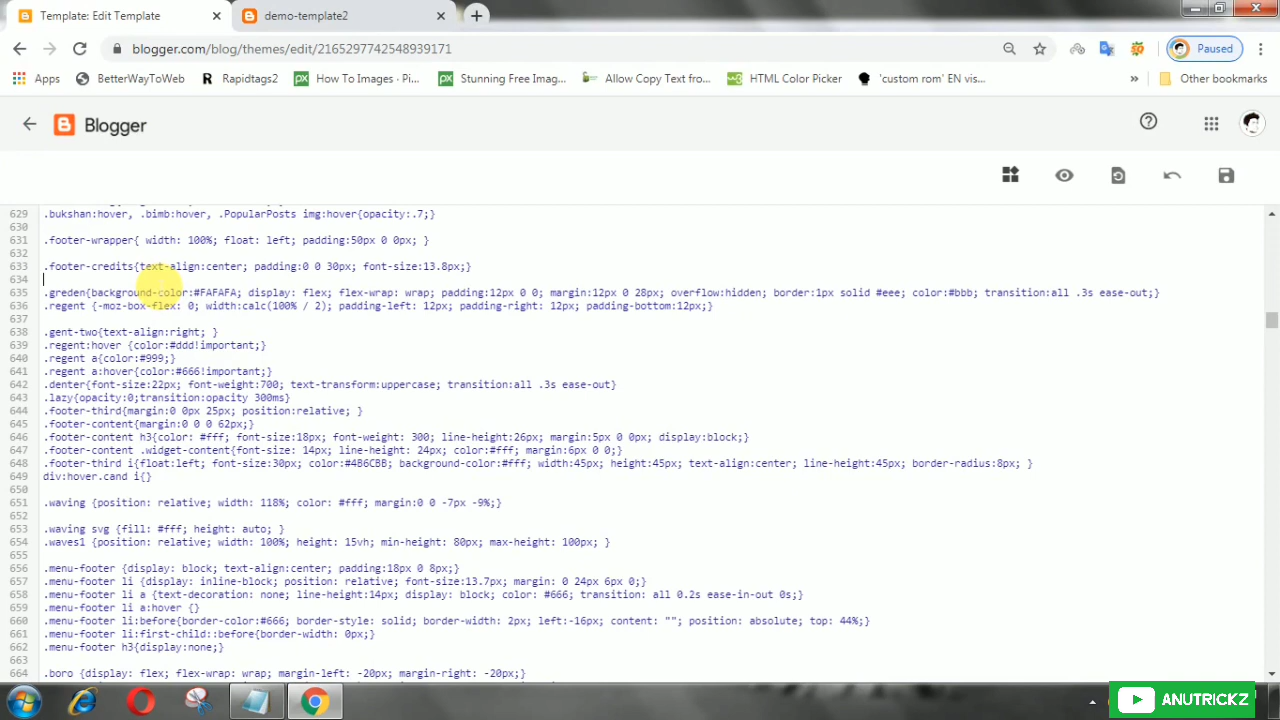 Template: Edit Template
demo-template2
blogger.com/blog/themes/edit/2165297742548939171
Paused
Apps
BetterWayToWeb
Rapidtags2
How To Images - Pi...
Stunning Free Imag...
Allow Copy Text fro...
HTML Color Picker
'custom rom' EN vis...
»
Other bookmarks
Blogger
629 .bukshan:hover, .bimb:hover, .PopularPosts img:hover{opacity:.7;}
630
631 .footer-wrapper{ width: 100%; float: left; padding:50px 0 0px; }
632
633 .footer-credits{text-align:center; padding:0 0 30px; font-size:13.8px;}
634
635 .greden{background-color:#FAFAFA; display: flex; flex-wrap: wrap; padding:12px 0 0; margin:12px 0 28px; overflow:hidden; border:1px solid #eee; color:#bbb; transition:all .3s ease-out;}
636 .regent {-moz-box-flex: 0; width:calc(100% / 2); padding-left: 12px; padding-right: 12px; padding-bottom:12px;}
637
638 .gent-two{text-align:right; }
639 .regent:hover {color:#ddd!important;}
640 .regent a{color:#999;}
641 .regent a:hover{color:#666!important;}
642 .denter{font-size:22px; font-weight:700; text-transform:uppercase; transition:all .3s ease-out}
643 .lazy{opacity:0;transition:opacity 300ms}
644 .footer-third{margin:0 0px 25px; position:relative; }
645 .footer-content{margin:0 0 0 62px;}
646 .footer-content h3{color: #fff; font-size:18px; font-weight: 300; line-height:26px; margin:5px 0 0px; display:block;}
647 .footer-content .widget-content{font-size: 14px; line-height: 24px; color:#fff; margin:6px 0 0;}
648 .footer-third i{float:left; font-size:30px; color:#4B6CBB; background-color:#fff; width:45px; height:45px; text-align:center; line-height:45px; border-radius:8px; }
649 div:hover.cand i{}
650
651 .waving {position: relative; width: 118%; color: #fff; margin:0 0 -7px -9%;}
652
653 .waving svg {fill: #fff; height: auto; }
654 .waves1 {position: relative; width: 100%; height: 15vh; min-height: 80px; max-height: 100px; }
655
656 .menu-footer {display: block; text-align:center; padding:18px 0 8px;}
657 .menu-footer li {display: inline-block; position: relative; font-size:13.7px; margin: 0 24px 6px 0;}
658 .menu-footer li a {text-decoration: none; line-height:14px; display: block; color: #666; transition: all 0.2s ease-in-out 0s;}
659 .menu-footer li a:hover {}
660 .menu-footer li:before{border-color:#666; border-style: solid; border-width: 2px; left:-16px; content: ""; position: absolute; top: 44%;}
661 .menu-footer li:first-child::before{border-width: 0px;}
662 .menu-footer h3{display:none;}
663
664 .boro {display: flex; flex-wrap: wrap; margin-left: -20px; margin-right: -20px;}
ANUTRICKZ